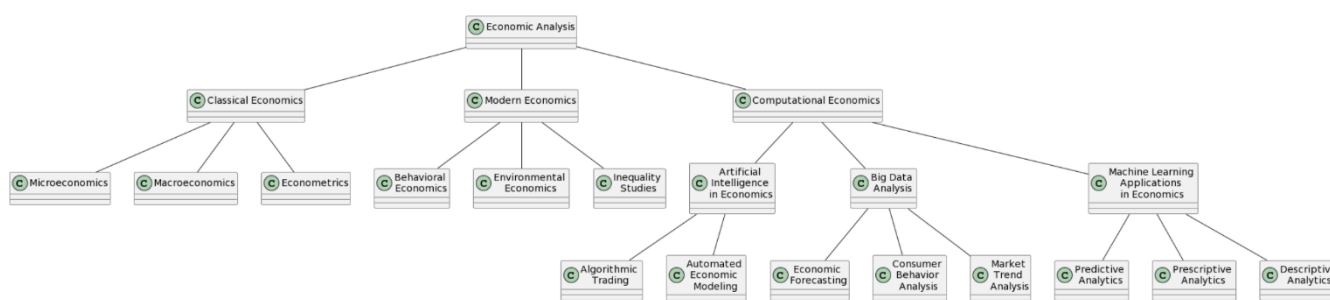 C Economic Analysis
C Classical Economics
C Modern Economics
C Computational Economics
C Microeconomics
C Macroeconomics
C Econometrics
C Behavioral
Economics
C Environmental
Economics
C Inequality
Studies
C Artificial
Intelligence
in Economics
C Big Data
Analysis
C Machine Learning
Applications
in Economics
C Algorithmic
Trading
C Automated
Economic
Modeling
C Economic
Forecasting
C Consumer
Behavior
Analysis
C Market
Trend
Analysis
C Predictive
Analytics
C Prescriptive
Analytics
C Descriptive
Analytics